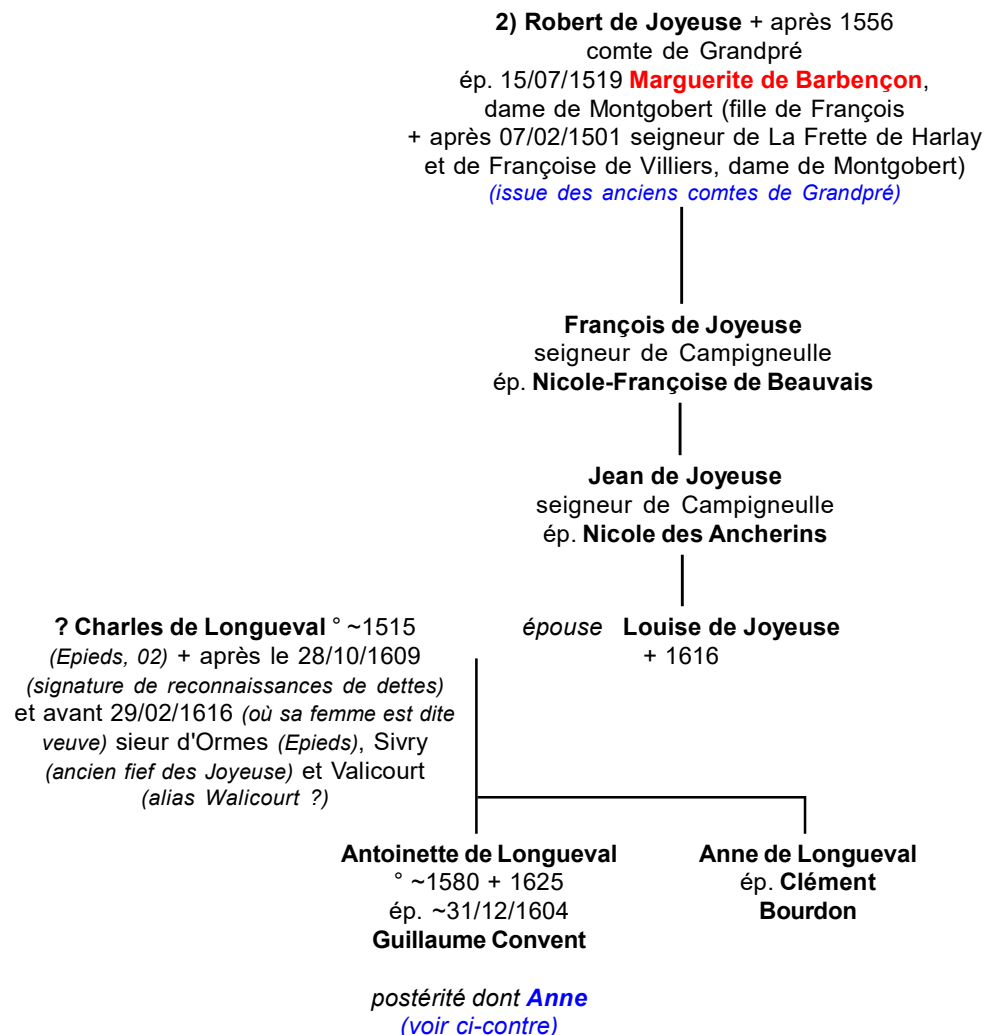 2) Robert de Joyeuse + après 1556
comte de Grandpré
ép. 15/07/1519 Marguerite de Barbençon,
dame de Montgobert (fille de François
+ après 07/02/1501 seigneur de La Frette de Harlay
et de Françoise de Villiers, dame de Montgobert)
(issue des anciens comtes de Grandpré)
François de Joyeuse
seigneur de Campigneulle
ép. Nicole-Françoise de Beauvais
Jean de Joyeuse
seigneur de Campigneulle
ép. Nicole des Ancherins
? Charles de Longueval ° ~1515
(Epieds, 02) + après le 28/10/1609
(signature de reconnaissances de dettes)
et avant 29/02/1616 (où sa femme est dite
veuve) sieur d'Ormes (Epieds), Sivry
(ancien fief des Joyeuse) et Valicourt
(alias Walicourt ?)
épouse Louise de Joyeuse
+ 1616
Antoinette de Longueval
° ~1580 + 1625
ép. ~31/12/1604
Guillaume Convent
Anne de Longueval
ép. Clément
Bourdon
postérité dont Anne
(voir ci-contre)